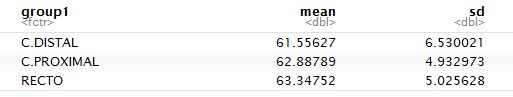 group1 mean sd
<fctr> <dbl> <dbl>
C.DISTAL 61.55627 6.530021
C.PROXIMAL 62.88789 4.932973
RECTO 63.34752 5.025628